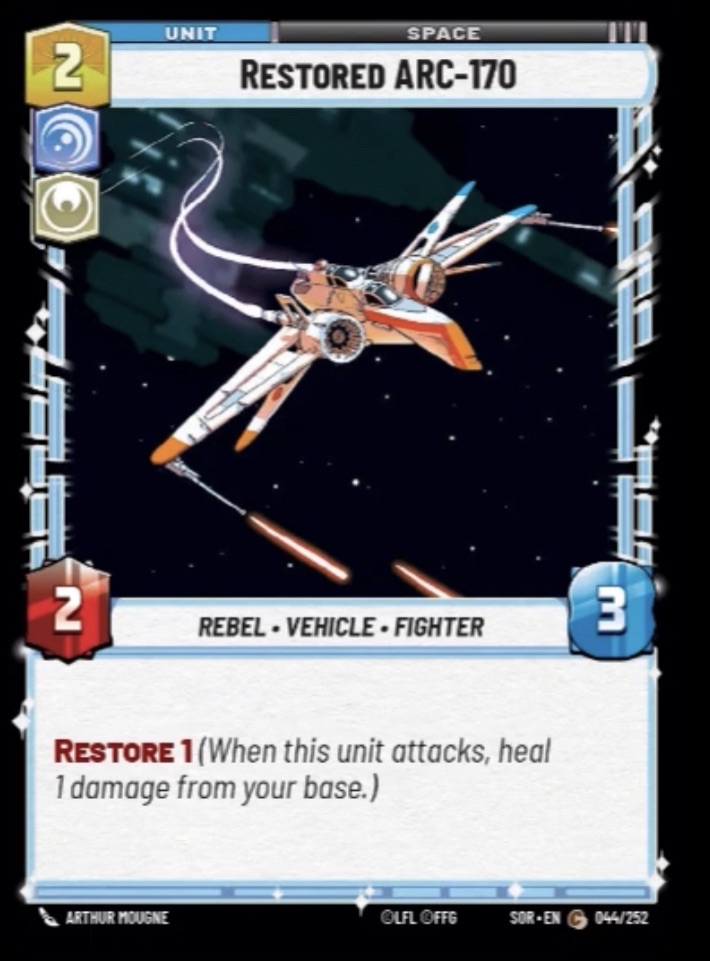 UNIT SPACE
2 RESTORED ARC-170
2 REBEL • VEHICLE • FIGHTER 3
RESTORE 1 (When this unit attacks, heal
1 damage from your base.)
ARTHUR MOUGNE ©LFL ©FFG SOR•EN C 044/252